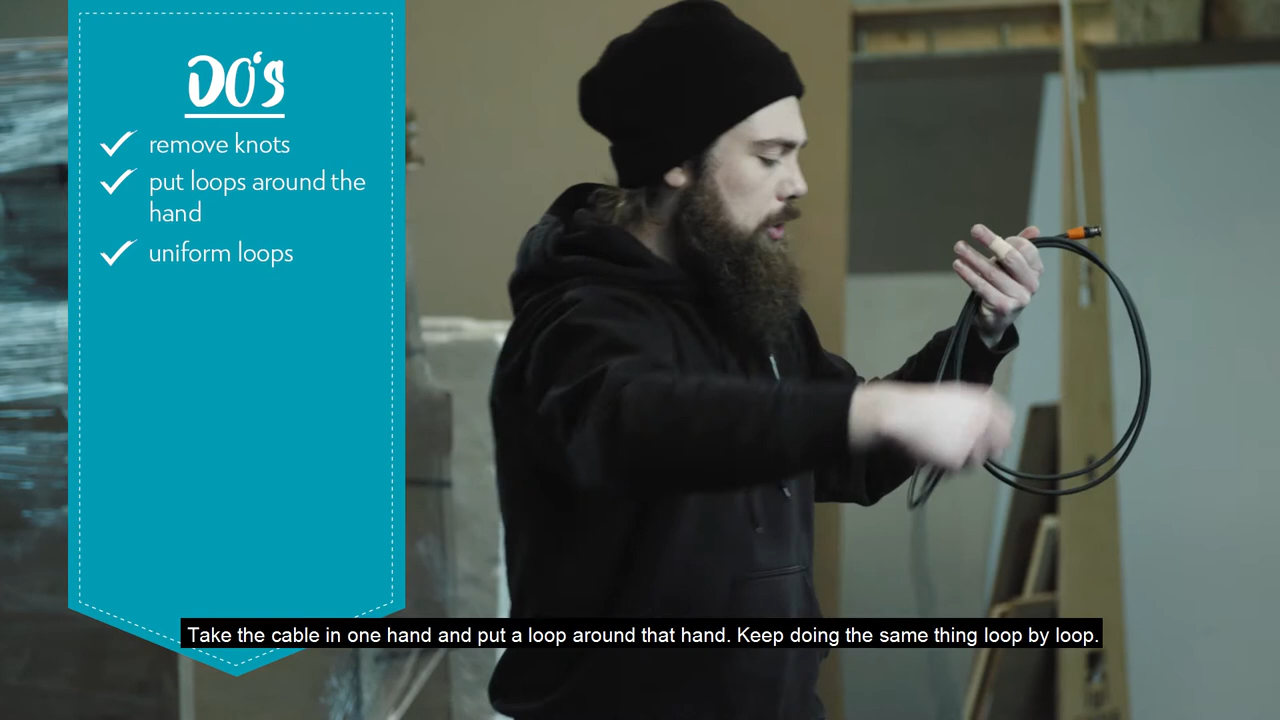 DO'S
remove knots
put loops around the
hand
uniform loops
Take the cable in one hand and put a loop around that hand. Keep doing the same thing loop by loop.